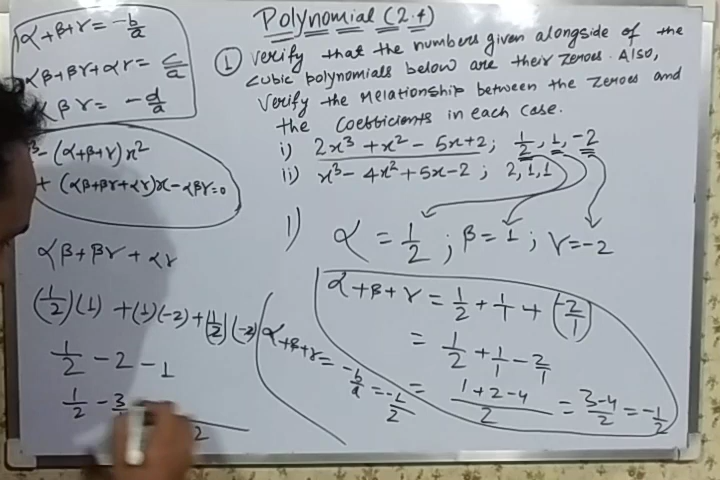 Polynomial (2.4)
① Verify that the numbers given alongside of the
cubic polynomials below are their zeroes. Also,
Verify the relationship between the zeroes and
the coefficients in each case.
i) 2x³ + x² - 5x + 2 ; 1/2, 1, -2
ii) x³ - 4x² + 5x - 2 ; 2, 1, 1
α + β + γ = -b/a
αβ + βγ + αγ = c/a
βγ = -d/a
- (α+β+γ)x²
+ (αβ+βγ+αγ)x - αβγ = 0
αβ + βγ + αγ
(1/2)(1) + (1)(-2) + (1/2)(-2)
1/2 - 2 - 1
1/2 - 3/
2
1) α = 1/2 ; β = 1 ; γ = -2
α + β + γ = 1/2 + 1/1 + (-2/1)
= 1/2 + 1/1 - 2/1
= 1+2-4/2 = 3-4/2 = -1/2
α+β+γ = -b/a = -1/2